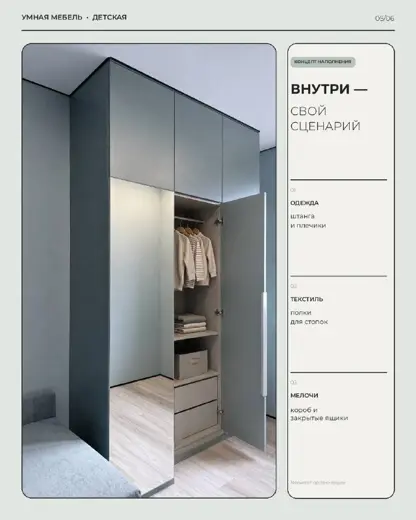 УМНАЯ МЕБЕЛЬ • ДЕТСКАЯ
05/06
КОНЦЕПТ НАПОЛНЕНИЯ
ВНУТРИ —
СВОЙ
СЦЕНАРИЙ
01
ОДЕЖДА
штанга
и плечики
02
ТЕКСТИЛЬ
полки
для стопок
03
МЕЛОЧИ
короб и
закрытые ящики